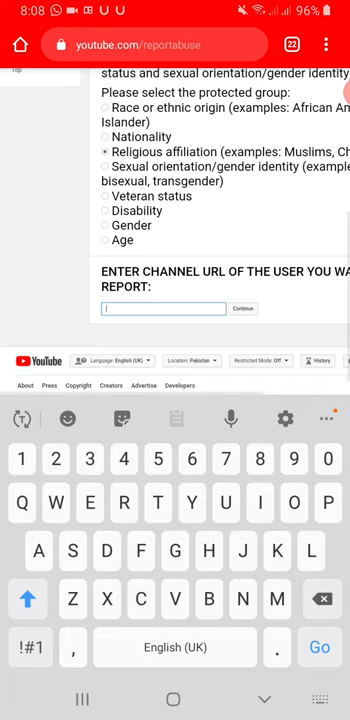 8:08 96%
youtube.com/reportabuse 22
Top
status and sexual orientation/gender identity
Please select the protected group:
Race or ethnic origin (examples: African Am
Islander)
Nationality
Religious affiliation (examples: Muslims, Ch
Sexual orientation/gender identity (example
bisexual, transgender)
Veteran status
Disability
Gender
Age
ENTER CHANNEL URL OF THE USER YOU WA
REPORT:
Continue
YouTube Language: English (UK) Location: Pakistan Restricted Mode: Off History
About Press Copyright Creators Advertise Developers
1 2 3 4 5 6 7 8 9 0
Q W E R T Y U I O P
A S D F G H J K L
Z X C V B N M
!#1 , English (UK) . Go